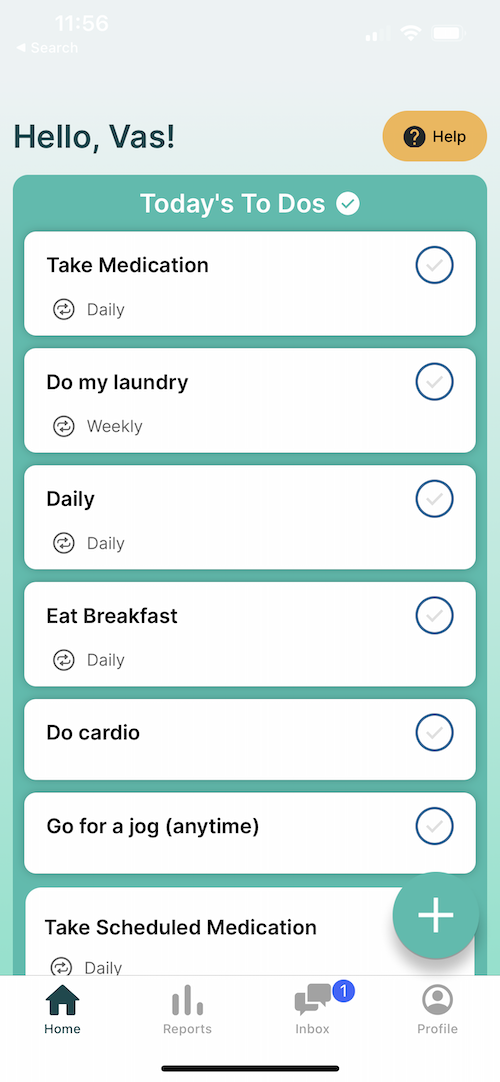 11:56
Search
Hello, Vas!
Help
Today's To Dos
Take Medication
Daily
Do my laundry
Weekly
Daily
Daily
Eat Breakfast
Daily
Do cardio
Go for a jog (anytime)
Take Scheduled Medication
Daily
1
Home
Reports
Inbox
Profile